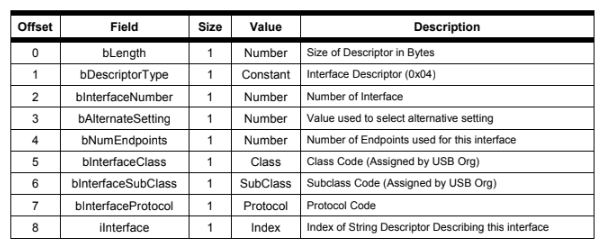 Offset Field Size Value Description
0 bLength 1 Number Size of Descriptor in Bytes
1 bDescriptorType 1 Constant Interface Descriptor (0x04)
2 bInterfaceNumber 1 Number Number of Interface
3 bAlternateSetting 1 Number Value used to select alternative setting
4 bNumEndpoints 1 Number Number of Endpoints used for this interface
5 bInterfaceClass 1 Class Class Code (Assigned by USB Org)
6 bInterfaceSubClass 1 SubClass Subclass Code (Assigned by USB Org)
7 bInterfaceProtocol 1 Protocol Protocol Code
8 iInterface 1 Index Index of String Descriptor Describing this interface